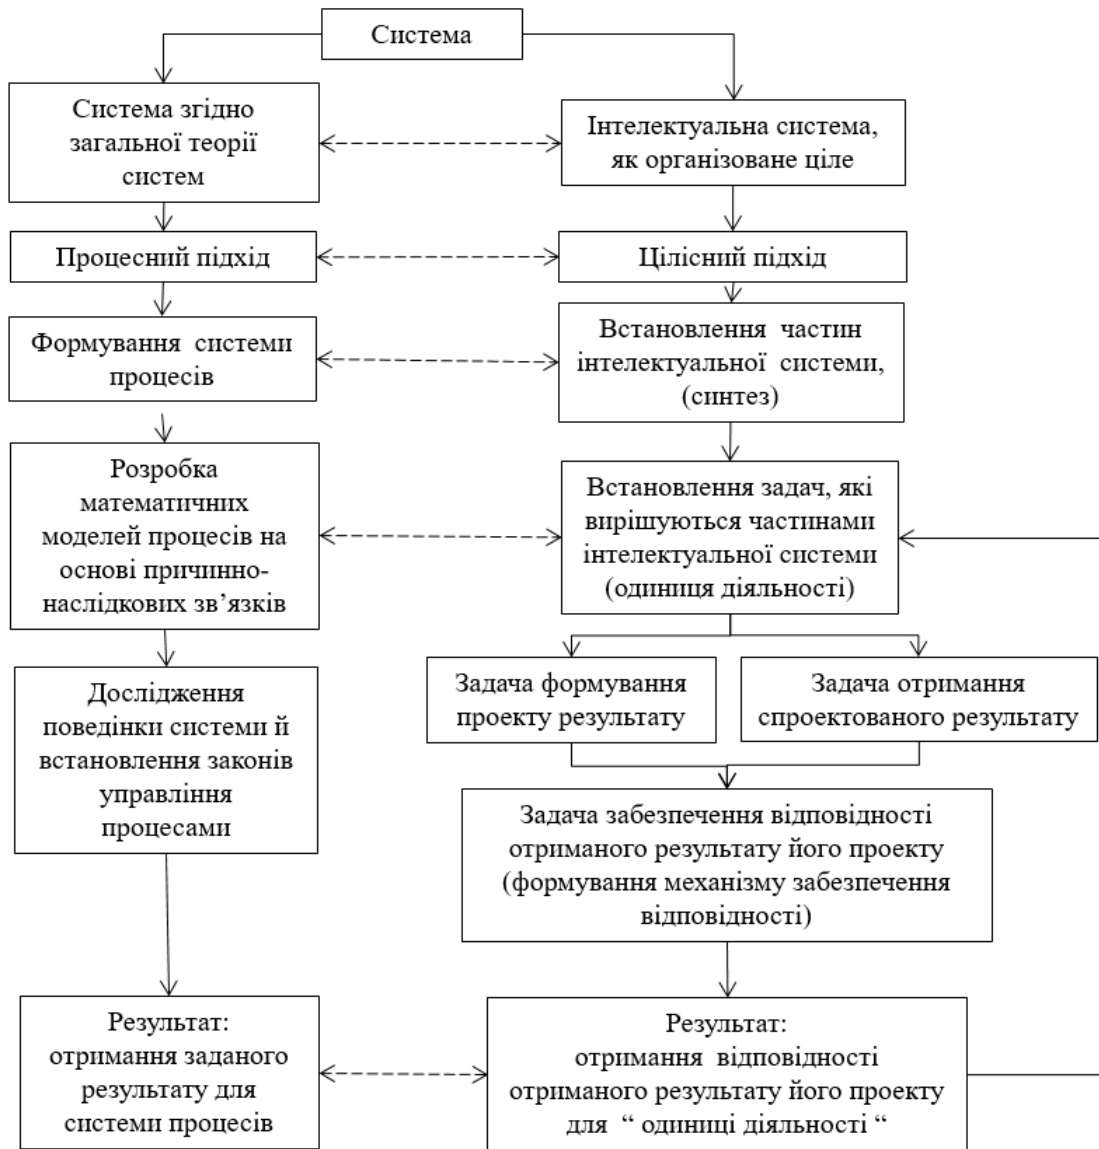 Система
Система згідно
загальної теорії
систем
Інтелектуальна система,
як організоване ціле
Процесний підхід
Цілісний підхід
Формування системи
процесів
Встановлення частин
інтелектуальної системи,
(синтез)
Розробка
математичних
моделей процесів на
основі причинно-
наслідкових зв’язків
Встановлення задач, які
вирішуються частинами
інтелектуальної системи
(одиниця діяльності)
Задача формування
проекту результату
Задача отримання
спроектованого результату
Дослідження
поведінки системи й
встановлення законів
управління
процесами
Задача забезпечення відповідності
отриманого результату його проекту
(формування механізму забезпечення
відповідності)
Результат:
отримання заданого
результату для
системи процесів
Результат:
отримання відповідності
отриманого результату його проекту
для “ одиниці діяльності “